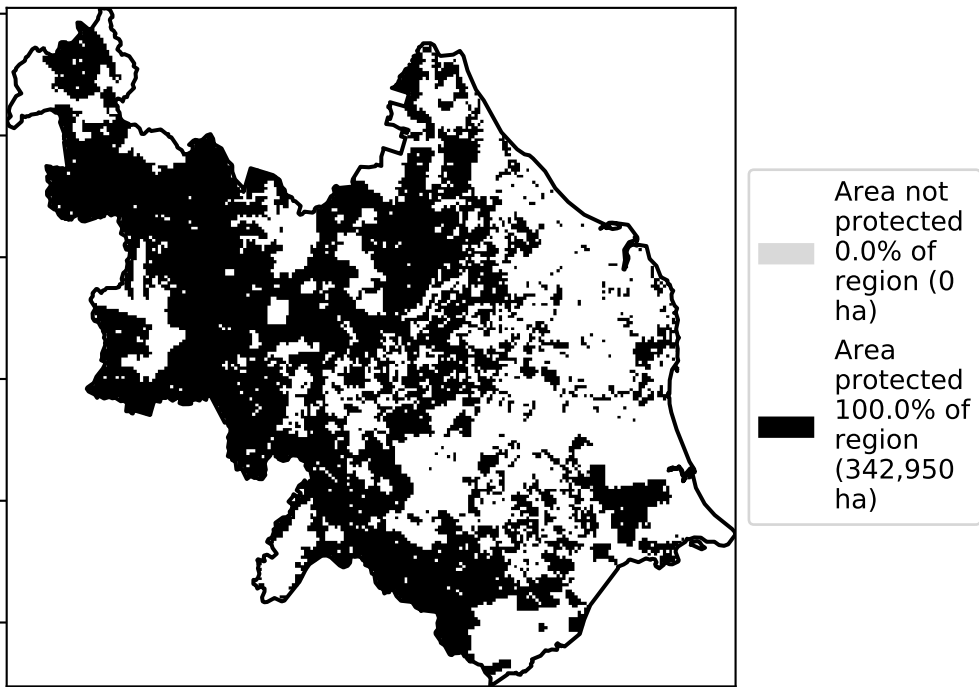 Area not
protected
0.0% of
region (0
ha)
Area
protected
100.0% of
region
(342,950
ha)